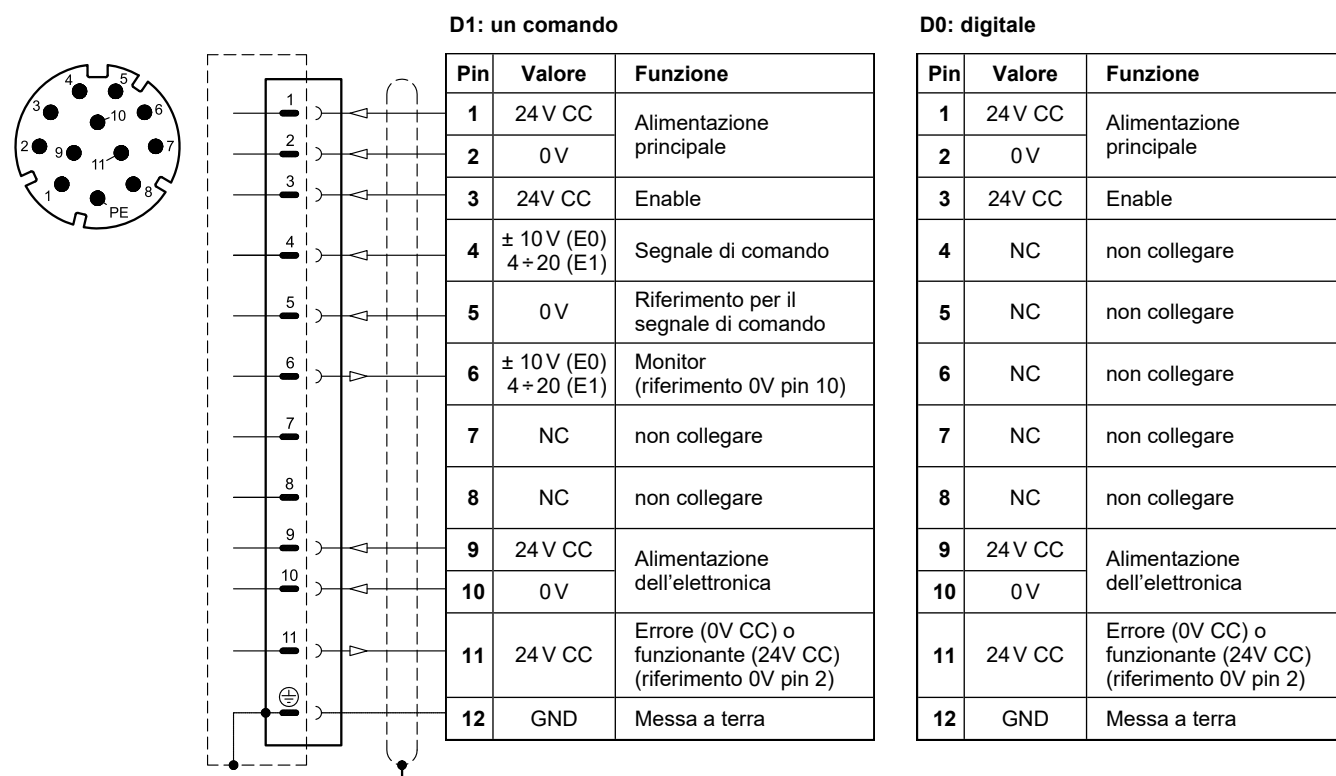 D1: un comando
D0: digitale
4 5
3 10 6
2 9 11 7
1 8
PE
1
2
3
4
5
6
7
8
9
10
11
Pin Valore Funzione
1 24 V CC Alimentazione
principale
2 0 V
3 24V CC Enable
4 ± 10 V (E0)
4 ÷ 20 (E1) Segnale di comando
5 0 V Riferimento per il
segnale di comando
6 ± 10 V (E0)
4 ÷ 20 (E1) Monitor
(riferimento 0V pin 10)
7 NC non collegare
8 NC non collegare
9 24 V CC Alimentazione
dell’elettronica
10 0 V
11 24 V CC Errore (0V CC) o
funzionante (24V CC)
(riferimento 0V pin 2)
12 GND Messa a terra
Pin Valore Funzione
1 24 V CC Alimentazione
principale
2 0 V
3 24V CC Enable
4 NC non collegare
5 NC non collegare
6 NC non collegare
7 NC non collegare
8 NC non collegare
9 24 V CC Alimentazione
dell’elettronica
10 0 V
11 24 V CC Errore (0V CC) o
funzionante (24V CC)
(riferimento 0V pin 2)
12 GND Messa a terra